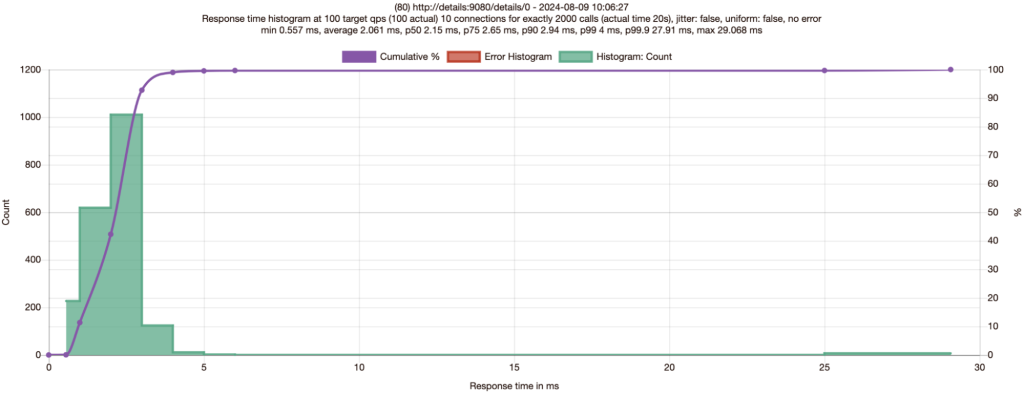 (80) http://details:9080/details/0 - 2024-08-09 10:06:27
Response time histogram at 100 target qps (100 actual) 10 connections for exactly 2000 calls (actual time 20s), jitter: false, uniform: false, no error
min 0.557 ms, average 2.061 ms, p50 2.15 ms, p75 2.65 ms, p90 2.94 ms, p99 4 ms, p99.9 27.91 ms, max 29.068 ms
Cumulative % Error Histogram Histogram: Count
1200 100
90
1000
80
800
70
60
600 50
40
400
30
20
200
10
0 0
Count
%
0 5 10 15 20 25 30
Response time in ms